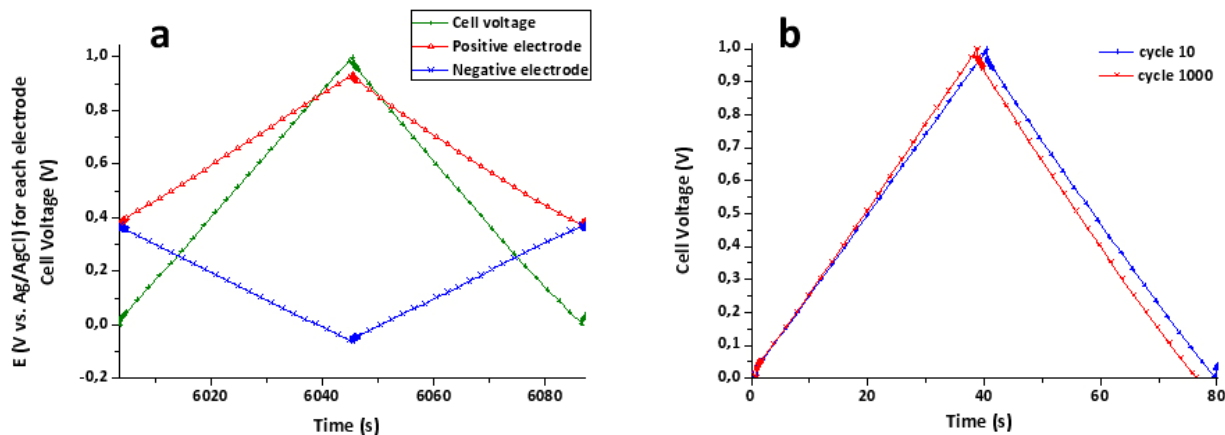 a
Cell voltage
Positive electrode
Negative electrode
E (V vs. Ag/AgCl) for each electrode
Cell Voltage (V)
1,0
0,8
0,6
0,4
0,2
0,0
-0,2
6020
6040
6060
6080
Time (s)
b
cycle 10
cycle 1000
Cell Voltage (V)
1,0
0,9
0,8
0,7
0,6
0,5
0,4
0,3
0,2
0,1
0,0
0
20
40
60
80
Time (s)